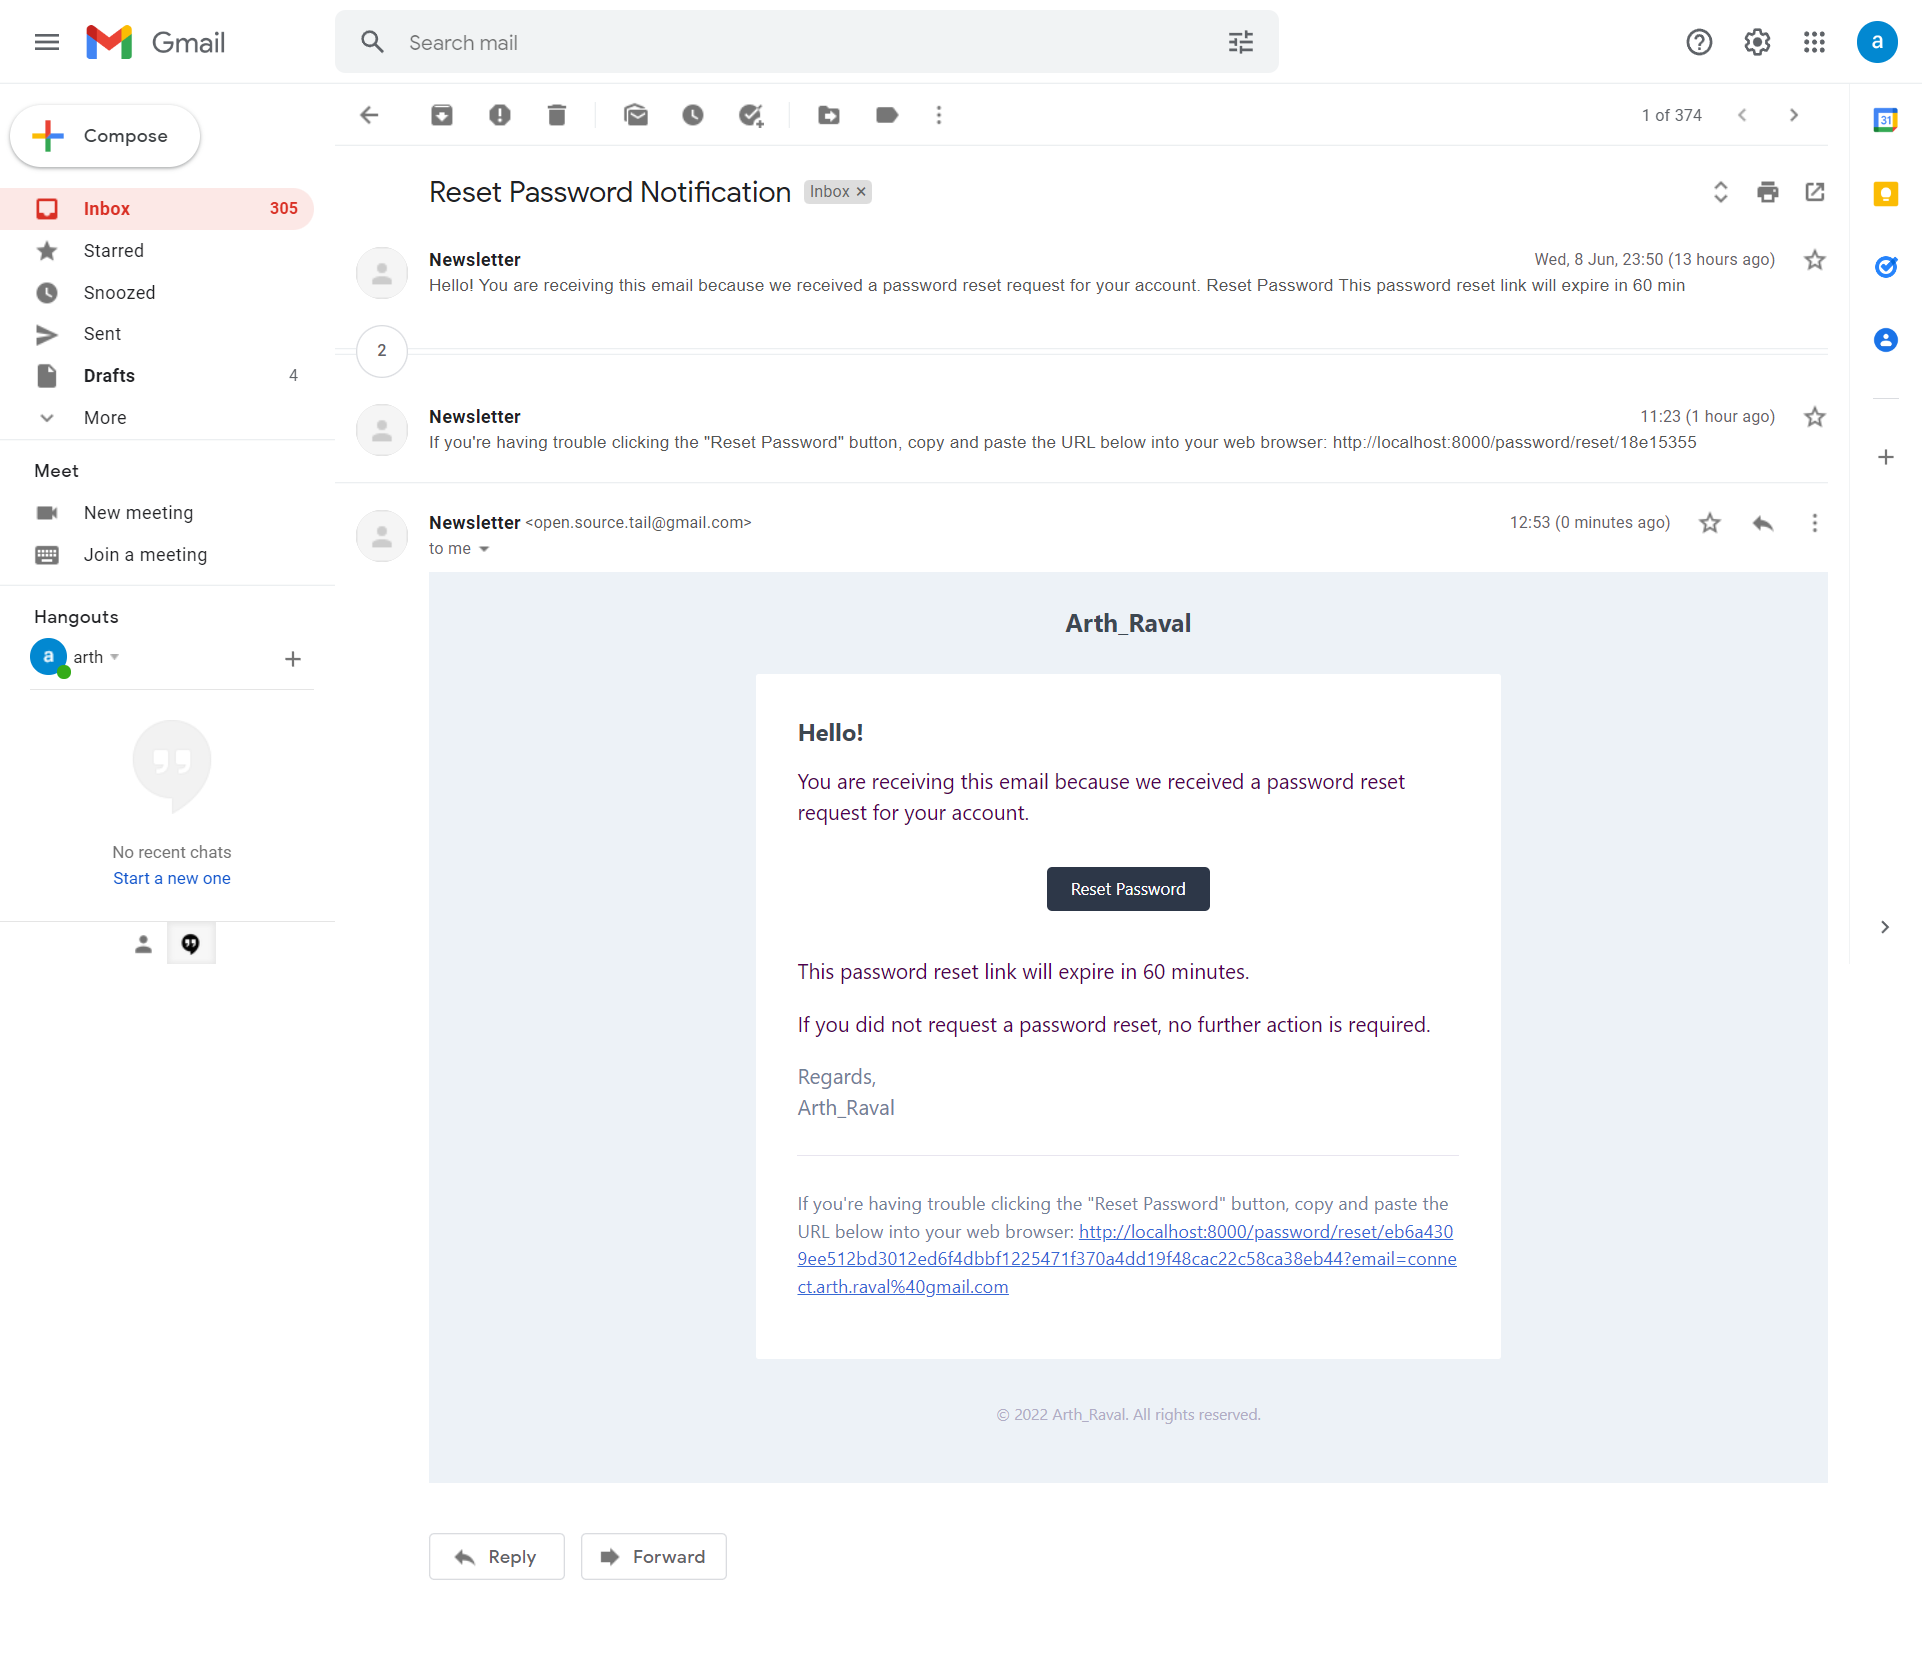 Gmail
Search mail
a
Compose
1 of 374
31
Inbox 305
Starred
Snoozed
Sent
Drafts 4
More
Meet
New meeting
Join a meeting
Hangouts
a arth
No recent chats
Start a new one
Reset Password Notification Inbox ×
Newsletter Wed, 8 Jun, 23:50 (13 hours ago)
Hello! You are receiving this email because we received a password reset request for your account. Reset Password This password reset link will expire in 60 min
2
Newsletter 11:23 (1 hour ago)
If you're having trouble clicking the "Reset Password" button, copy and paste the URL below into your web browser: http://localhost:8000/password/reset/18e15355
Newsletter <open.source.tail@gmail.com> 12:53 (0 minutes ago)
to me
Arth_Raval
Hello!
You are receiving this email because we received a password reset
request for your account.
Reset Password
This password reset link will expire in 60 minutes.
If you did not request a password reset, no further action is required.
Regards,
Arth_Raval
If you're having trouble clicking the "Reset Password" button, copy and paste the
URL below into your web browser: http://localhost:8000/password/reset/eb6a430
9ee512bd3012ed6f4dbbf1225471f370a4dd19f48cac22c58ca38eb44?email=conne
ct.arth.raval%40gmail.com
© 2022 Arth_Raval. All rights reserved.
Reply
Forward